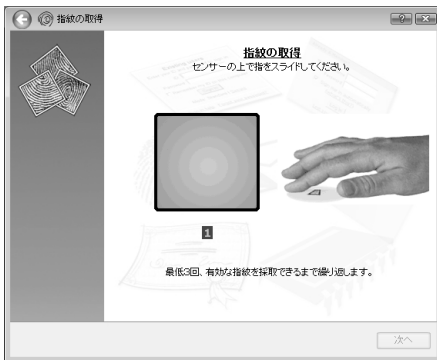 指紋の取得
指紋の取得
センサーの上で指をスライドしてください。
1
最低3回、有効な指紋を採取できるまで繰り返します。
次へ